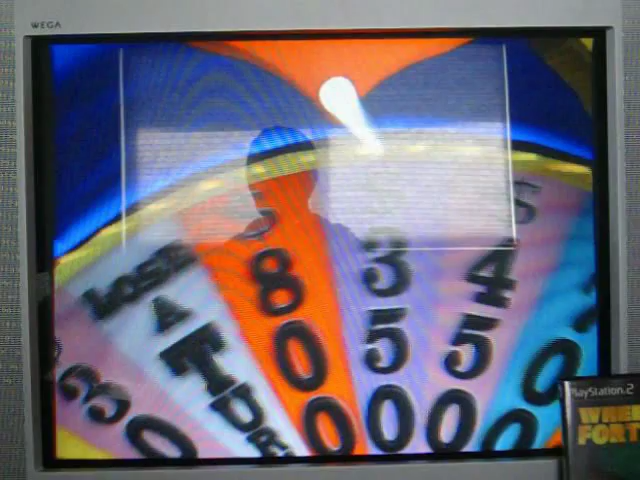 WEGA
LOSE
A
TURN
800
350
450
PlayStation.2
WHEE
FORT